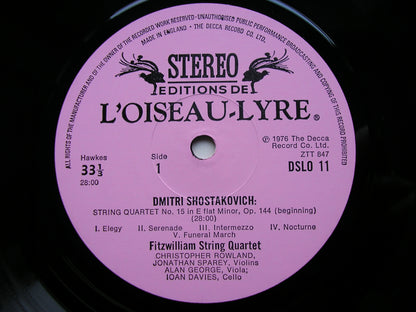 ALL RIGHTS OF THE MANUFACTURER AND OF THE OWNER OF THE RECORDED WORK RESERVED-UNAUTHORISED PUBLIC PERFORMANCE BROADCASTING AND COPYING OF THIS RECORD PROHIBITED
MADE IN ENGLAND · THE DECCA RECORD CO. LTD.
STEREO
EDITIONS DE
L'OISEAU-LYRE®
Hawkes
33 1/3
28:00
Side
1
℗ 1976 The Decca
Record Co. Ltd.
ZTT 847
DSLO 11
DMITRI SHOSTAKOVICH:
STRING QUARTET No. 15 in E flat Minor, Op. 144 (beginning)
(28:00)
I. Elegy II. Serenade III. Intermezzo IV. Nocturne
V. Funeral March
Fitzwilliam String Quartet
CHRISTOPHER ROWLAND,
JONATHAN SPAREY, Violins
ALAN GEORGE, Viola;
IOAN DAVIES, Cello